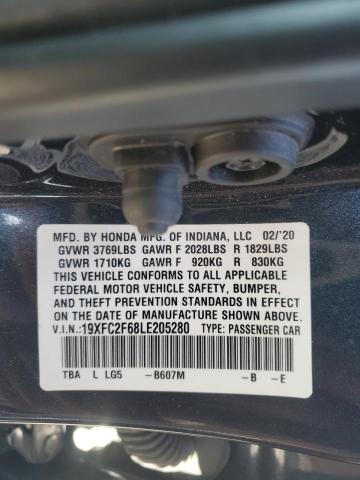 MFD. BY HONDA MFG. OF INDIANA, LLC 02/'20
GVWR 3769LBS GAWR F 2028LBS R 1829LBS
GVWR 1710KG GAWR F 920KG R 830KG
THIS VEHICLE CONFORMS TO ALL APPLICABLE
FEDERAL MOTOR VEHICLE SAFETY, BUMPER,
AND THEFT PREVENTION STANDARDS IN EFFECT
ON THE DATE OF MANUFACTURE SHOWN ABOVE.
V.I.N.:19XFC2F68LE205280 TYPE: PASSENGER CAR
TBA L LG5 -B607M -B -E